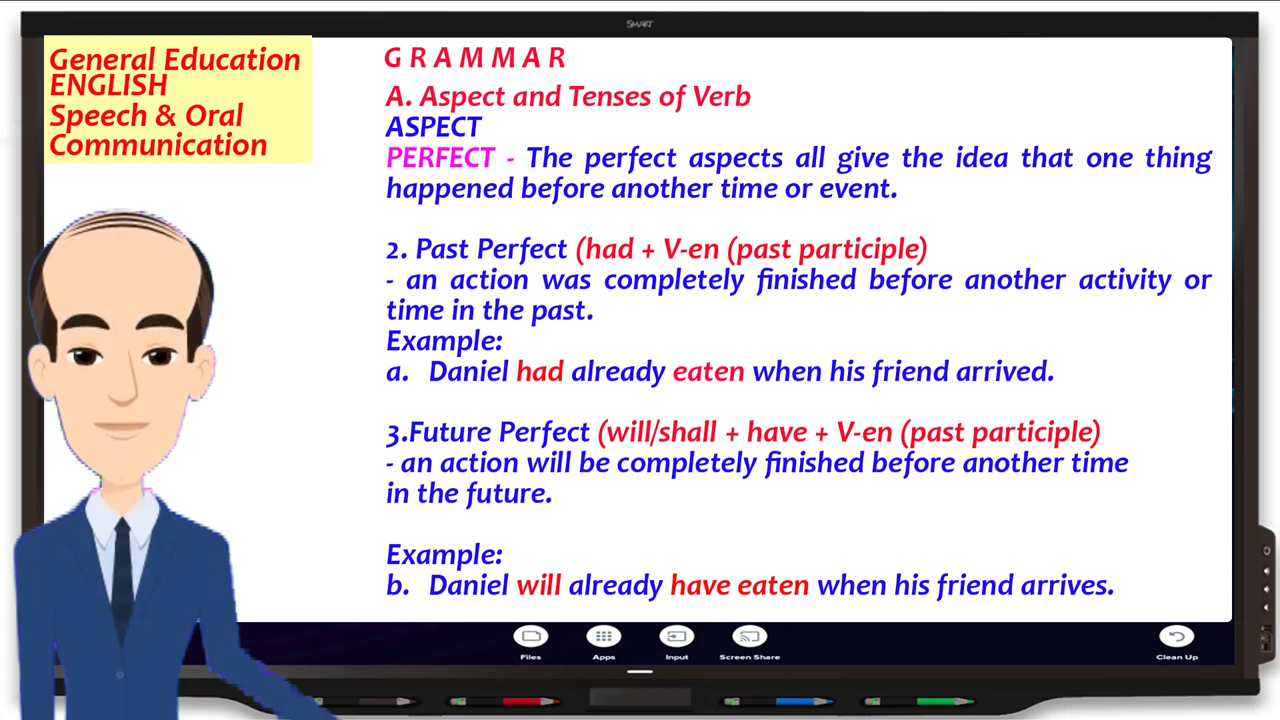 SMART
General Education
ENGLISH
Speech & Oral
Communication
G R A M M A R
A. Aspect and Tenses of Verb
ASPECT
PERFECT - The perfect aspects all give the idea that one thing
happened before another time or event.
2. Past Perfect (had + V-en (past participle)
- an action was completely finished before another activity or
time in the past.
Example:
a. Daniel had already eaten when his friend arrived.
3.Future Perfect (will/shall + have + V-en (past participle)
- an action will be completely finished before another time
in the future.
Example:
b. Daniel will already have eaten when his friend arrives.
Files Apps Input Screen Share Clean Up